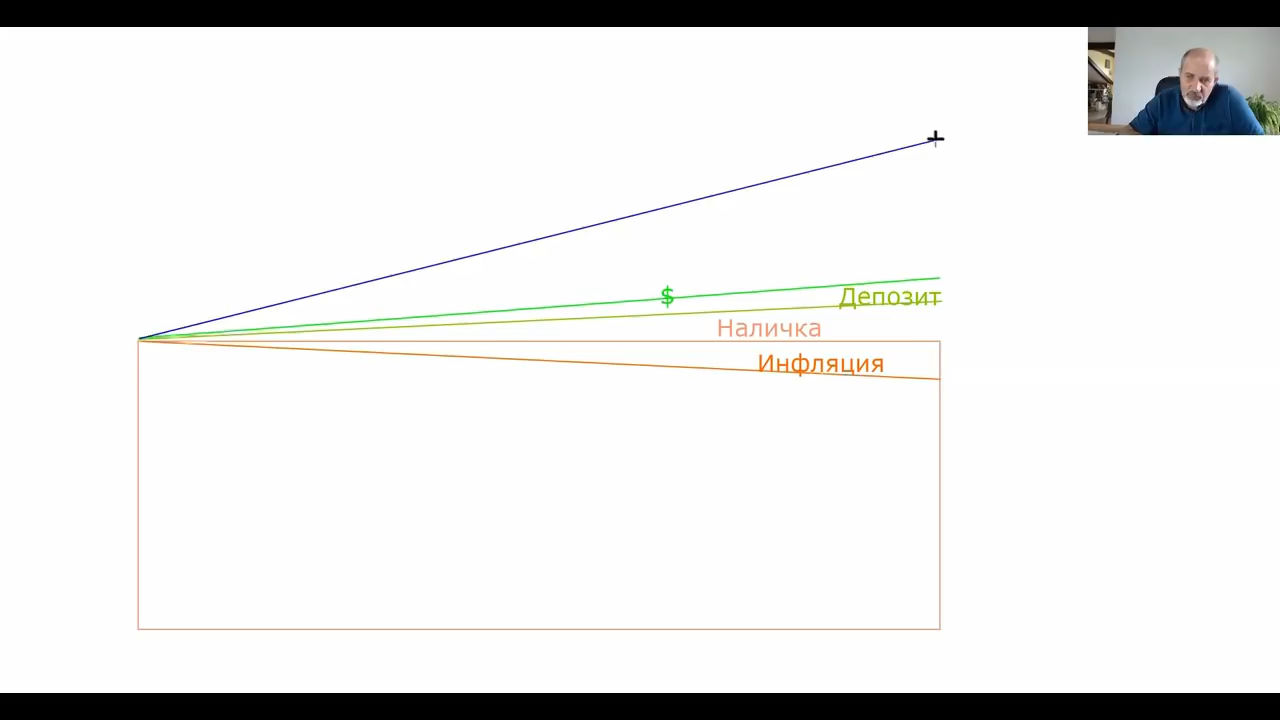 $
Депозит
Наличка
Инфляция